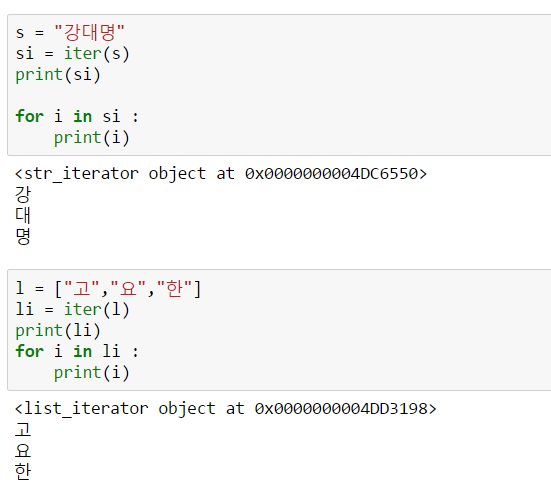 s = "강대명"
si = iter(s)
print(si)
for i in si :
    print(i)
<str_iterator object at 0x0000000004DC6550>
강
대
명
l = ["고","요","한"]
li = iter(l)
print(li)
for i in li :
    print(i)
<list_iterator object at 0x0000000004DD3198>
고
요
한